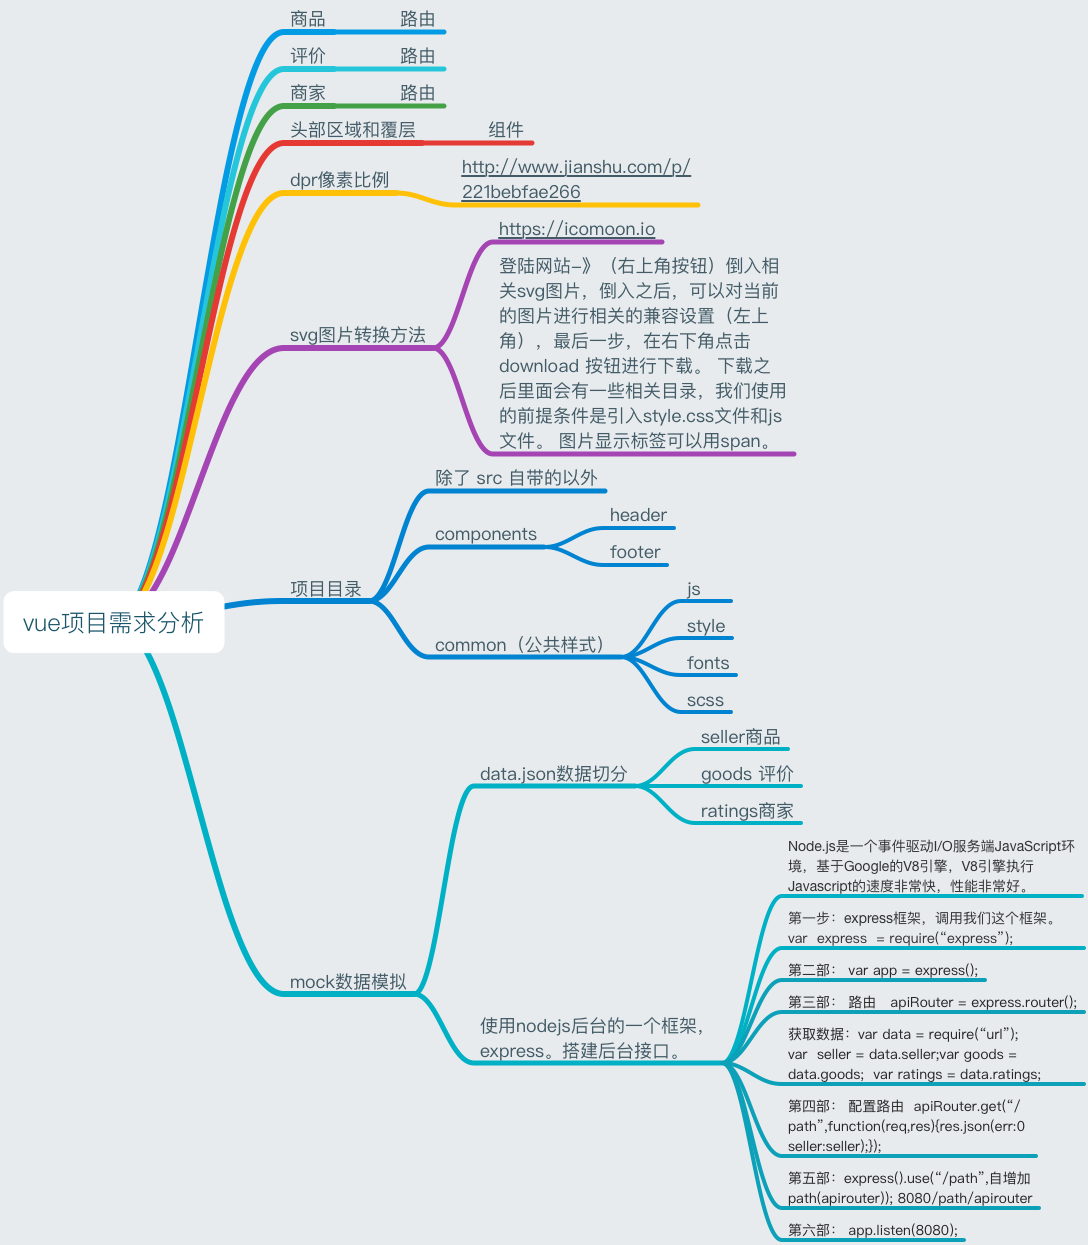 商品
路由
评价
路由
商家
路由
头部区域和覆层
组件
dpr像素比例
http://www.jianshu.com/p/
221bebfae266
svg图片转换方法
https://icomoon.io
登陆网站–》（右上角按钮）倒入相
关svg图片，倒入之后，可以对当前
的图片进行相关的兼容设置（左上
角），最后一步，在右下角点击
download 按钮进行下载。 下载之
后里面会有一些相关目录，我们使用
的前提条件是引入style.css文件和js
文件。 图片显示标签可以用span。
vue项目需求分析
项目目录
除了 src 自带的以外
components
header
footer
common（公共样式）
js
style
fonts
scss
mock数据模拟
data.json数据切分
seller商品
goods 评价
ratings商家
使用nodejs后台的一个框架，
express。搭建后台接口。
Node.js是一个事件驱动I/O服务端JavaScript环
境，基于Google的V8引擎，V8引擎执行
Javascript的速度非常快，性能非常好。
第一步：express框架，调用我们这个框架。
var  express  = require(“express”);
第二部： var app = express();
第三部： 路由   apiRouter = express.router();
获取数据：var data = require(“url”);
var  seller = data.seller;var goods =
data.goods;  var ratings = data.ratings;
第四部： 配置路由  apiRouter.get(“/
path”,function(req,res){res.json(err:0
seller:seller);});
第五部：express().use(“/path”,自增加
path(apirouter)); 8080/path/apirouter
第六部： app.listen(8080);